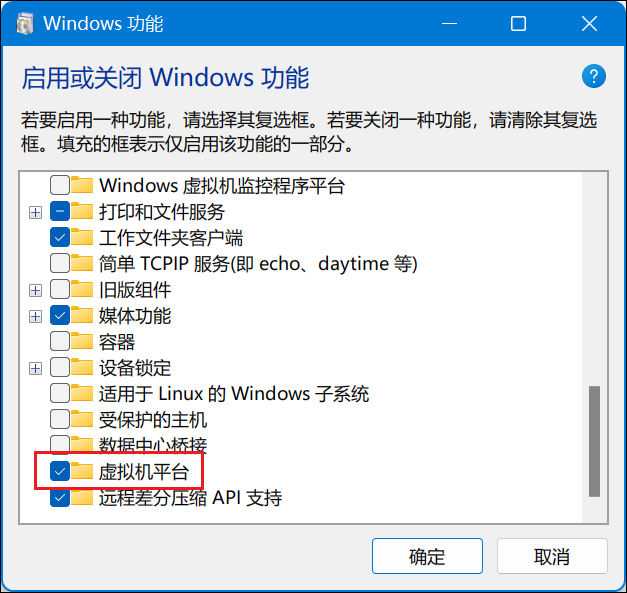 Windows 功能
启用或关闭 Windows 功能
?
若要启用一种功能，请选择其复选框。若要关闭一种功能，请清除其复选
框。填充的框表示仅启用该功能的一部分。
Windows 虚拟机监控程序平台
打印和文件服务
工作文件夹客户端
简单 TCPIP 服务(即 echo、daytime 等)
旧版组件
媒体功能
容器
设备锁定
适用于 Linux 的 Windows 子系统
受保护的主机
数据中心桥接
虚拟机平台
远程差分压缩 API 支持
确定
取消